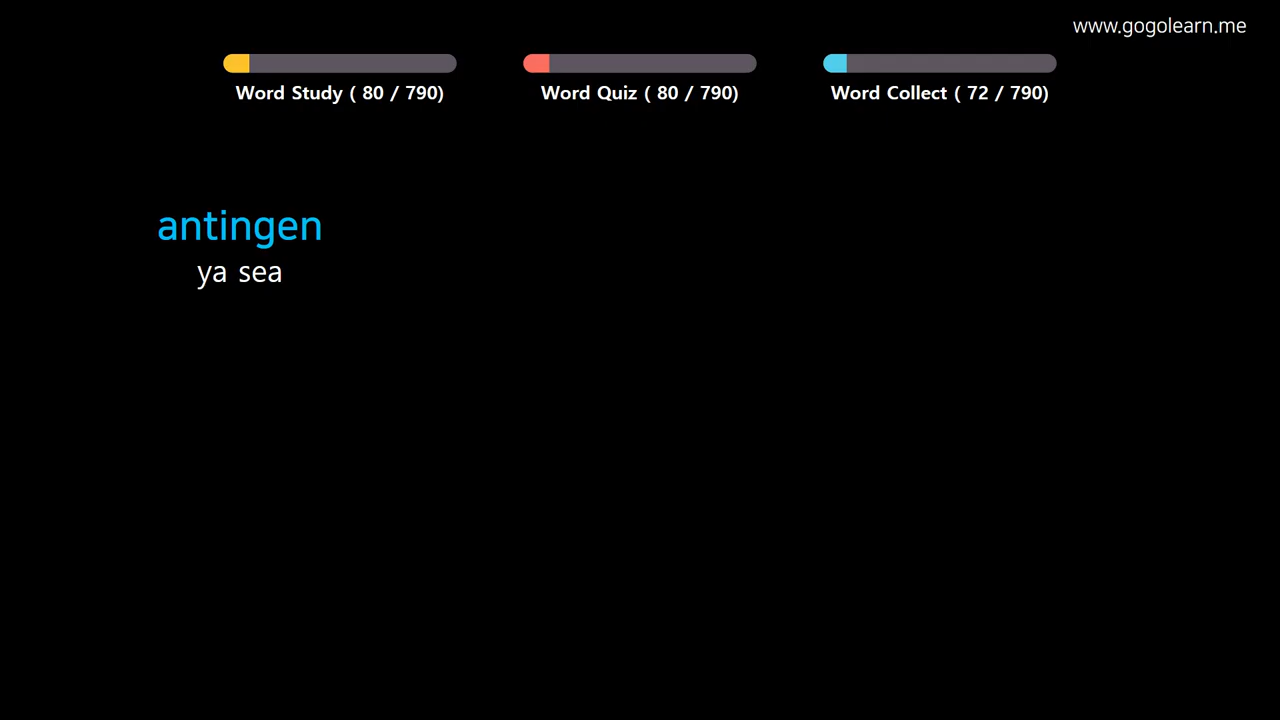 www.gogolearn.me
Word Study ( 80 / 790)
Word Quiz ( 80 / 790)
Word Collect ( 72 / 790)
antingen
ya sea